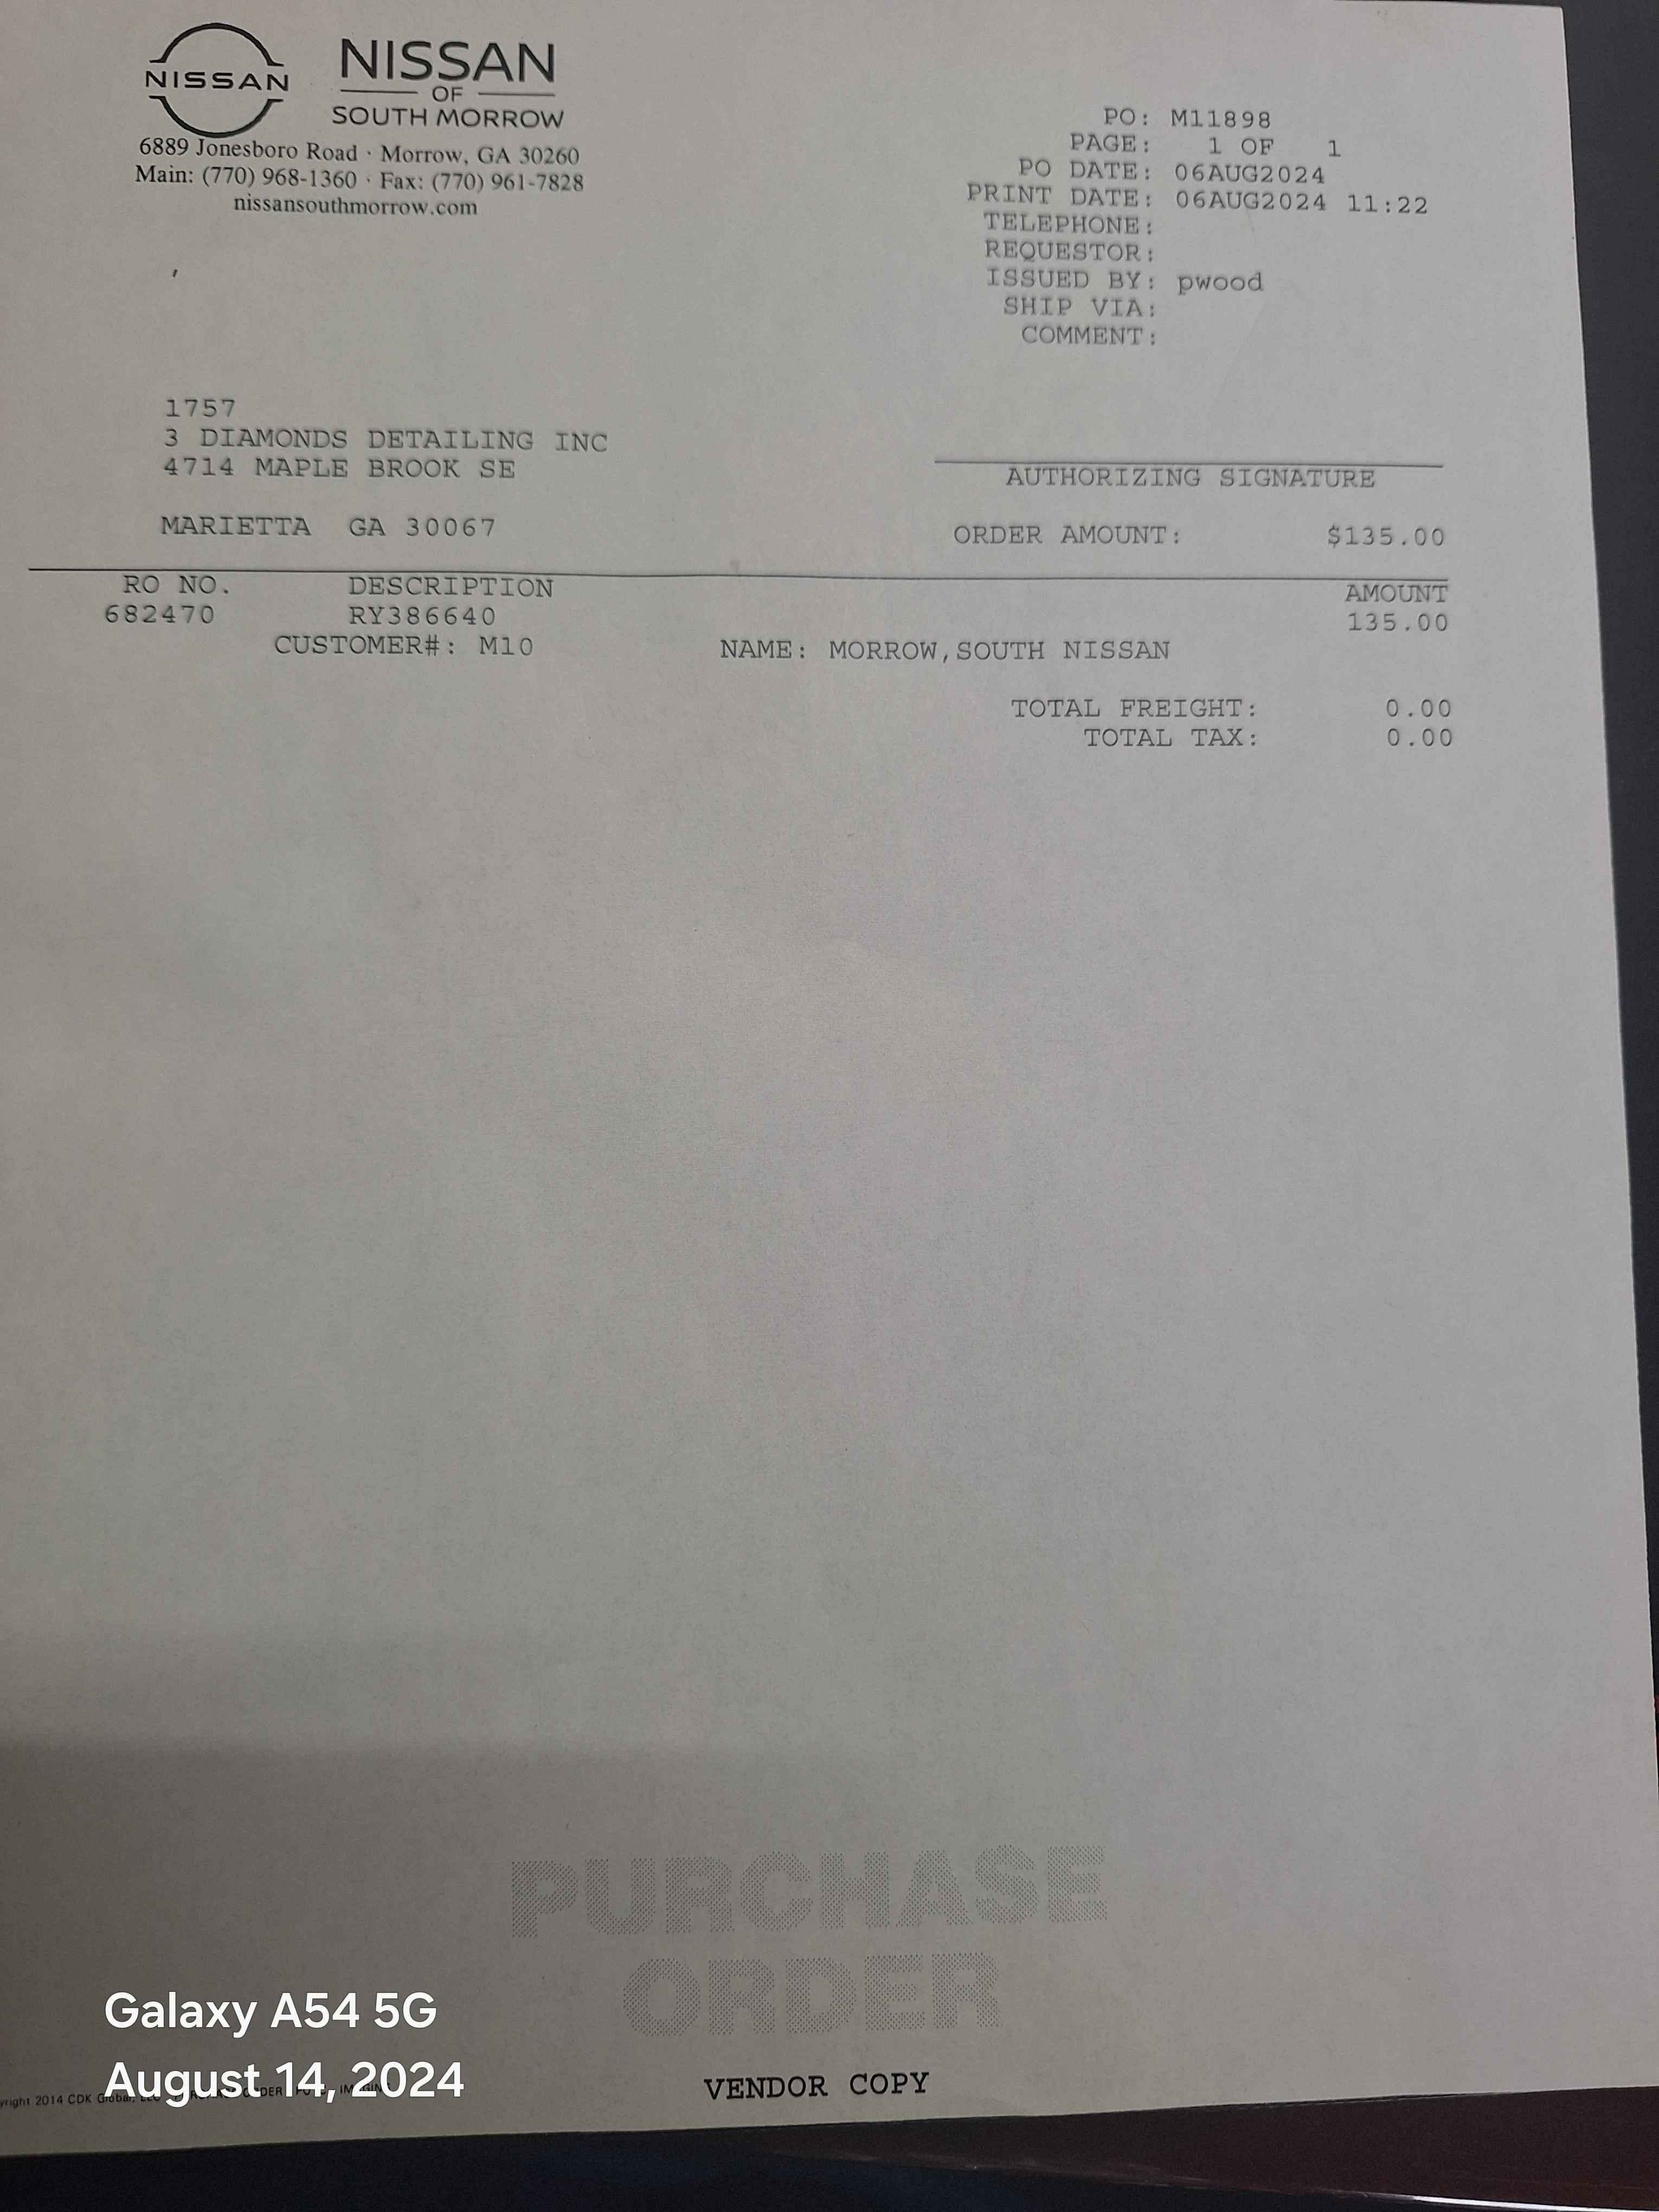 NISSAN
NISSAN
OF
SOUTH MORROW
6889 Jonesboro Road · Morrow, GA 30260
Main: (770) 968-1360 · Fax: (770) 961-7828
nissansouthmorrow.com
PO: M11898
PAGE: 1 OF 1
PO DATE: 06AUG2024
PRINT DATE: 06AUG2024 11:22
TELEPHONE:
REQUESTOR:
ISSUED BY: pwood
SHIP VIA:
COMMENT:
1757
3 DIAMONDS DETAILING INC
4714 MAPLE BROOK SE
MARIETTA GA 30067
AUTHORIZING SIGNATURE
ORDER AMOUNT: $135.00
RO NO. DESCRIPTION AMOUNT
682470 RY386640 135.00
CUSTOMER#: M10 NAME: MORROW,SOUTH NISSAN
TOTAL FREIGHT: 0.00
TOTAL TAX: 0.00
PURCHASE
ORDER
Galaxy A54 5G
August 14, 2024
2014 CDK
VENDOR COPY